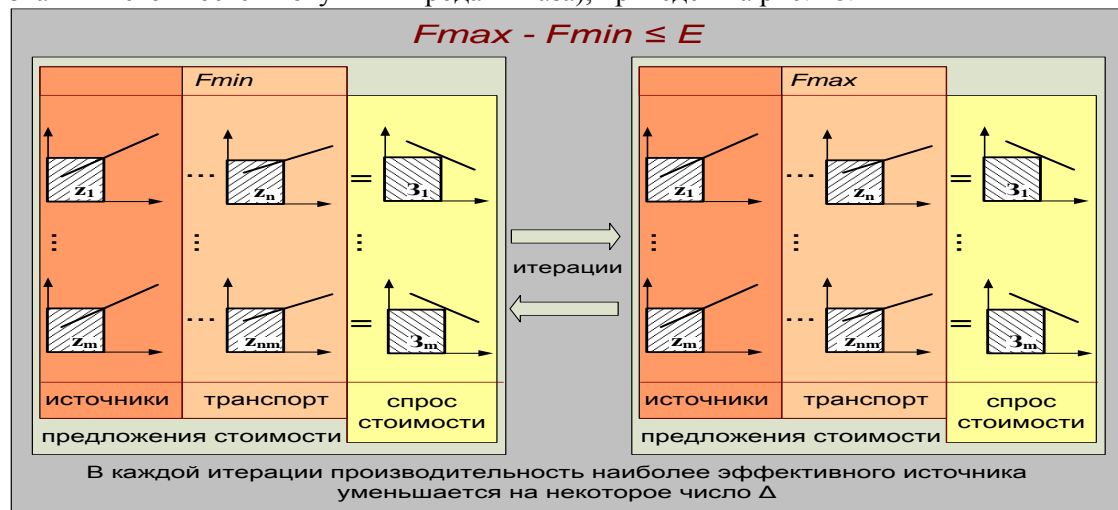 Fmax - Fmin ≤ E
Fmin
z₁ ... zₙ = З₁
⋮ ⋮ ⋮
zₘ ... zₙₘ = Зₘ
источники транспорт спрос стоимости
предложения стоимости
итерации
Fmax
z₁ ... zₙ = З₁
⋮ ⋮ ⋮
zₘ ... zₙₘ = Зₘ
источники транспорт спрос стоимости
предложения стоимости
В каждой итерации производительность наиболее эффективного источника
уменьшается на некоторое число Δ